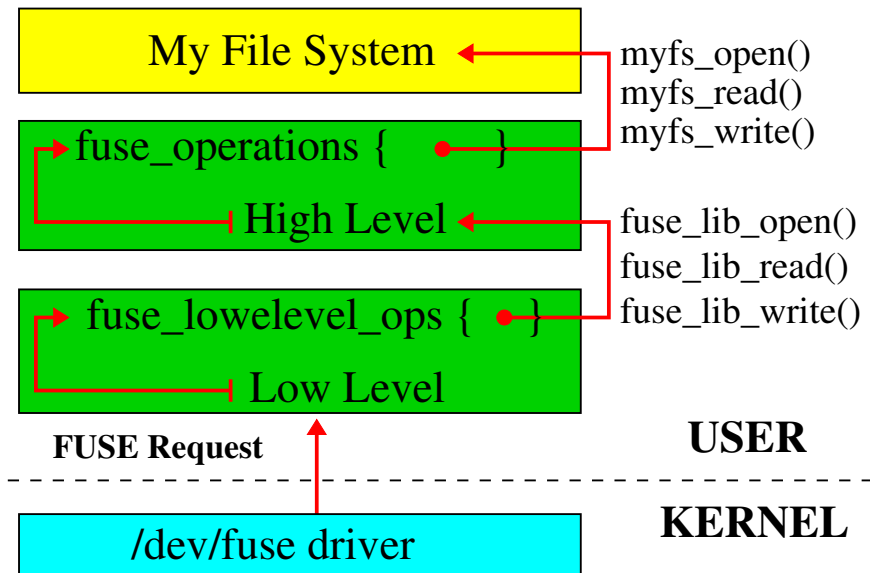 My File System
myfs_open()
myfs_read()
myfs_write()
fuse_operations { }
High Level
fuse_lib_open()
fuse_lib_read()
fuse_lib_write()
fuse_lowelevel_ops { }
Low Level
FUSE Request
USER
KERNEL
/dev/fuse driver